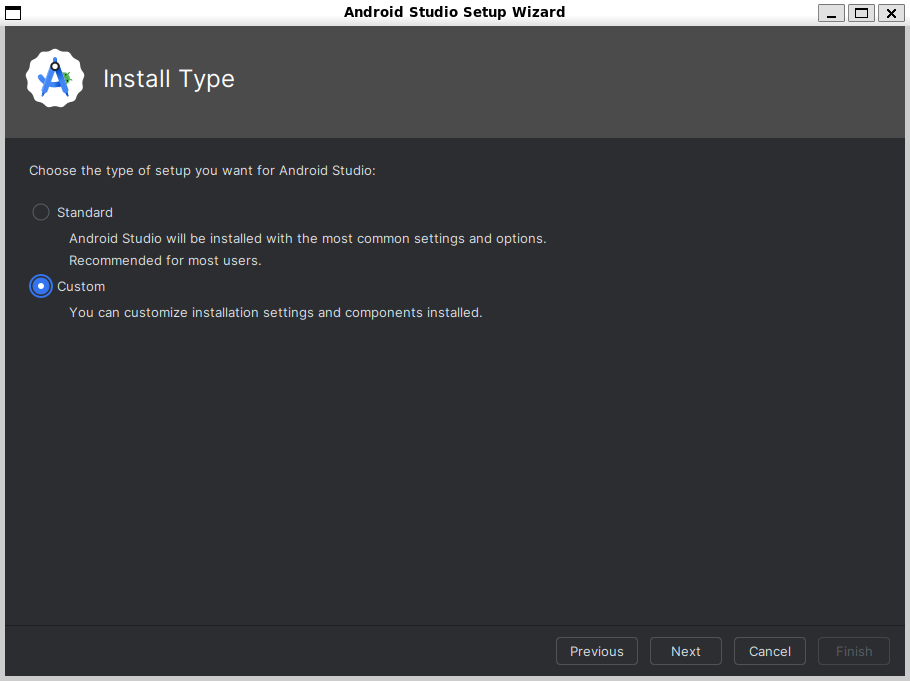 Android Studio Setup Wizard
Install Type
Choose the type of setup you want for Android Studio:
Standard
Android Studio will be installed with the most common settings and options.
Recommended for most users.
Custom
You can customize installation settings and components installed.
Previous
Next
Cancel
Finish